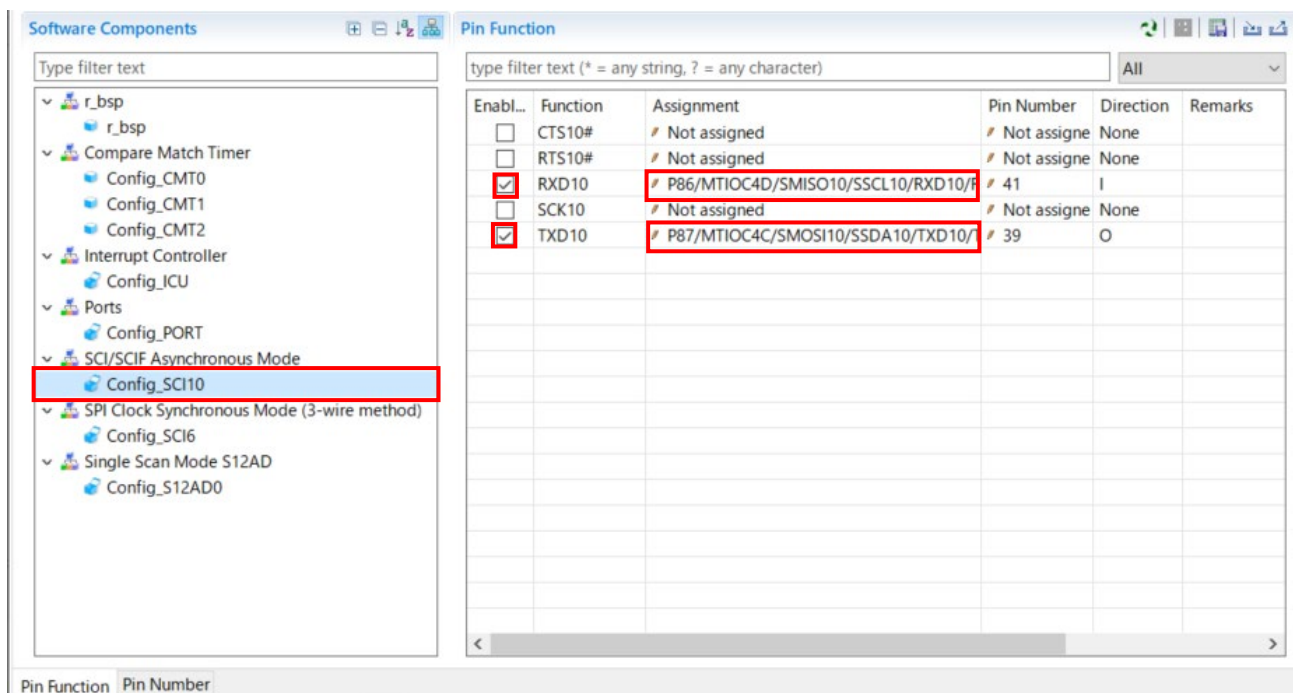 Software Components
Type filter text
r_bsp
r_bsp
Compare Match Timer
Config_CMT0
Config_CMT1
Config_CMT2
Interrupt Controller
Config_ICU
Ports
Config_PORT
SCI/SCIF Asynchronous Mode
Config_SCI10
SPI Clock Synchronous Mode (3-wire method)
Config_SCI6
Single Scan Mode S12AD
Config_S12AD0
Pin Function
type filter text (* = any string, ? = any character) All
Enabl... Function Assignment Pin Number Direction Remarks
CTS10# Not assigned Not assigne None
RTS10# Not assigned Not assigne None
RXD10 P86/MTIOC4D/SMISO10/SSCL10/RXD10/ 41 I
SCK10 Not assigned Not assigne None
TXD10 P87/MTIOC4C/SMOSI10/SSDA10/TXD10/ 39 O
Pin Function Pin Number